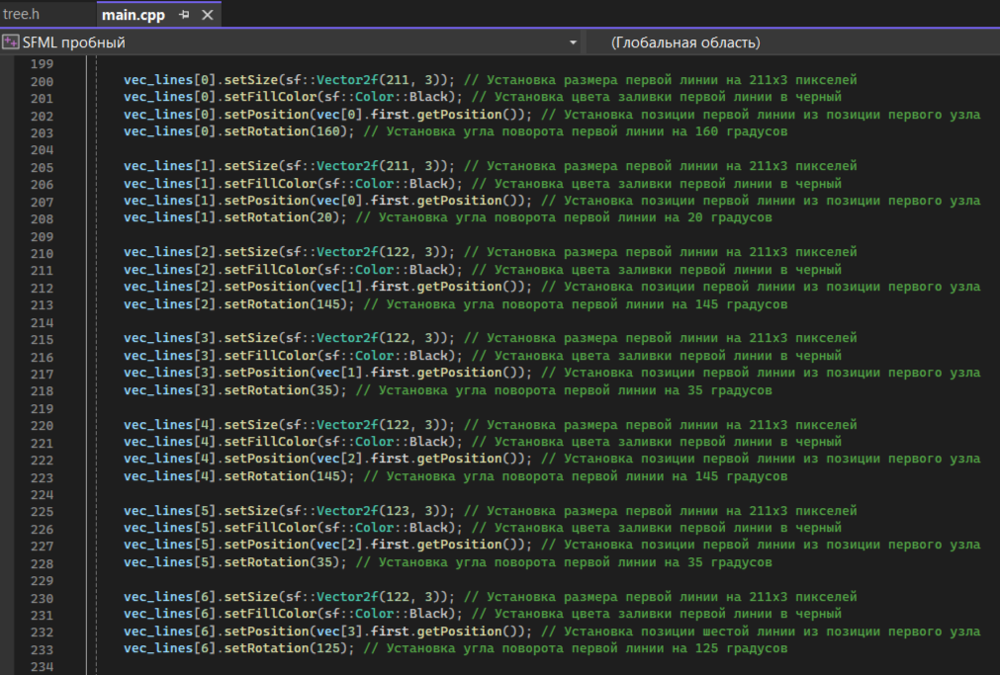 tree.h
main.cpp
SFML пробный
(Глобальная область)
199
200 vec_lines[0].setSize(sf::Vector2f(211, 3)); // Установка размера первой линии на 211x3 пикселей
201 vec_lines[0].setFillColor(sf::Color::Black); // Установка цвета заливки первой линии в черный
202 vec_lines[0].setPosition(vec[0].first.getPosition()); // Установка позиции первой линии из позиции первого узла
203 vec_lines[0].setRotation(160); // Установка угла поворота первой линии на 160 градусов
204
205 vec_lines[1].setSize(sf::Vector2f(211, 3)); // Установка размера первой линии на 211x3 пикселей
206 vec_lines[1].setFillColor(sf::Color::Black); // Установка цвета заливки первой линии в черный
207 vec_lines[1].setPosition(vec[0].first.getPosition()); // Установка позиции первой линии из позиции первого узла
208 vec_lines[1].setRotation(20); // Установка угла поворота первой линии на 20 градусов
209
210 vec_lines[2].setSize(sf::Vector2f(122, 3)); // Установка размера первой линии на 211x3 пикселей
211 vec_lines[2].setFillColor(sf::Color::Black); // Установка цвета заливки первой линии в черный
212 vec_lines[2].setPosition(vec[1].first.getPosition()); // Установка позиции первой линии из позиции первого узла
213 vec_lines[2].setRotation(145); // Установка угла поворота первой линии на 145 градусов
214
215 vec_lines[3].setSize(sf::Vector2f(122, 3)); // Установка размера первой линии на 211x3 пикселей
216 vec_lines[3].setFillColor(sf::Color::Black); // Установка цвета заливки первой линии в черный
217 vec_lines[3].setPosition(vec[1].first.getPosition()); // Установка позиции первой линии из позиции первого узла
218 vec_lines[3].setRotation(35); // Установка угла поворота первой линии на 35 градусов
219
220 vec_lines[4].setSize(sf::Vector2f(122, 3)); // Установка размера первой линии на 211x3 пикселей
221 vec_lines[4].setFillColor(sf::Color::Black); // Установка цвета заливки первой линии в черный
222 vec_lines[4].setPosition(vec[2].first.getPosition()); // Установка позиции первой линии из позиции первого узла
223 vec_lines[4].setRotation(145); // Установка угла поворота первой линии на 145 градусов
224
225 vec_lines[5].setSize(sf::Vector2f(123, 3)); // Установка размера первой линии на 211x3 пикселей
226 vec_lines[5].setFillColor(sf::Color::Black); // Установка цвета заливки первой линии в черный
227 vec_lines[5].setPosition(vec[2].first.getPosition()); // Установка позиции первой линии из позиции первого узла
228 vec_lines[5].setRotation(35); // Установка угла поворота первой линии на 35 градусов
229
230 vec_lines[6].setSize(sf::Vector2f(122, 3)); // Установка размера первой линии на 211x3 пикселей
231 vec_lines[6].setFillColor(sf::Color::Black); // Установка цвета заливки первой линии в черный
232 vec_lines[6].setPosition(vec[3].first.getPosition()); // Установка позиции шестой линии из позиции первого узла
233 vec_lines[6].setRotation(125); // Установка угла поворота первой линии на 125 градусов
234